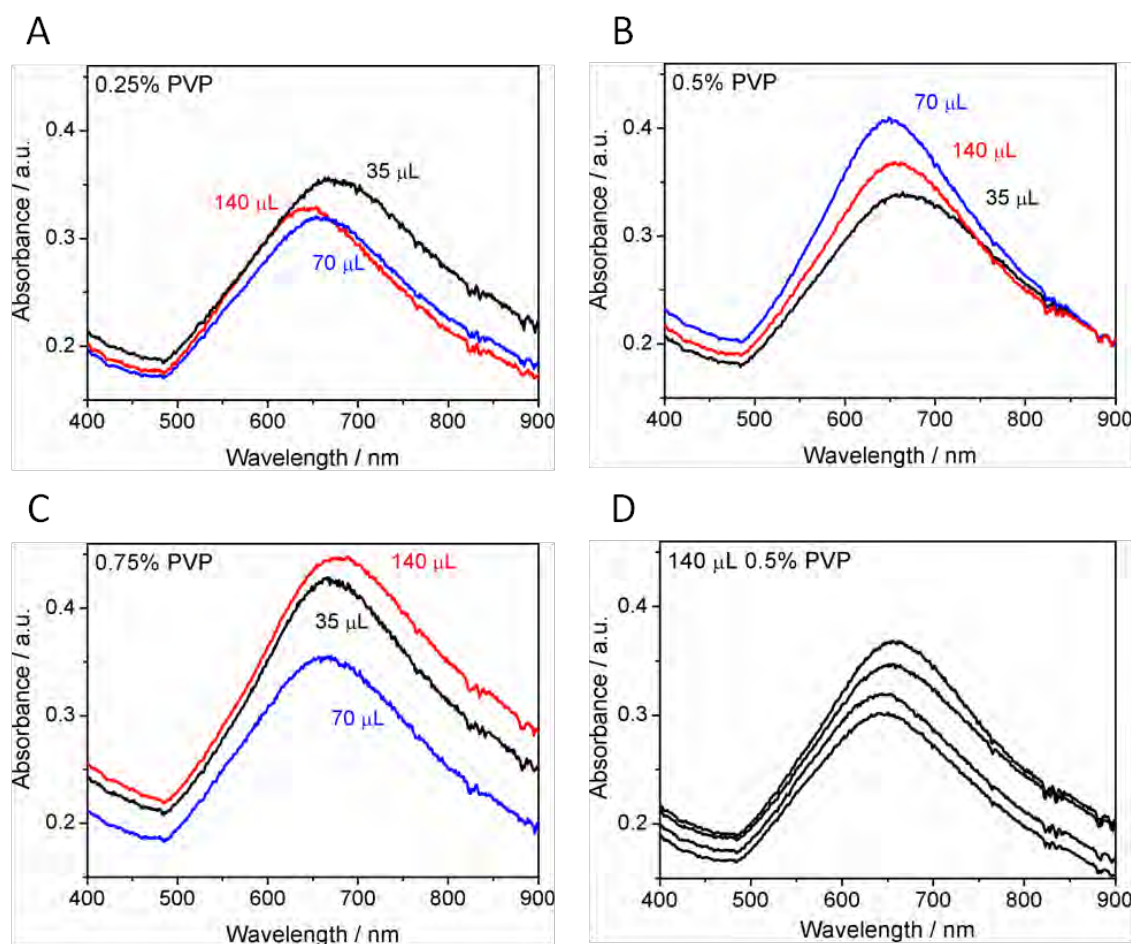 A
0.25% PVP
Absorbance / a.u.
0.4
0.3
0.2
35 μL
140 μL
70 μL
400 500 600 700 800 900
Wavelength / nm
B
0.5% PVP
Absorbance / a.u.
0.4
0.3
0.2
70 μL
140 μL
35 μL
400 500 600 700 800 900
Wavelength / nm
C
0.75% PVP
Absorbance / a.u.
0.4
0.3
0.2
140 μL
35 μL
70 μL
400 500 600 700 800 900
Wavelength / nm
D
140 μL 0.5% PVP
Absorbance / a.u.
0.4
0.3
0.2
400 500 600 700 800 900
Wavelength / nm